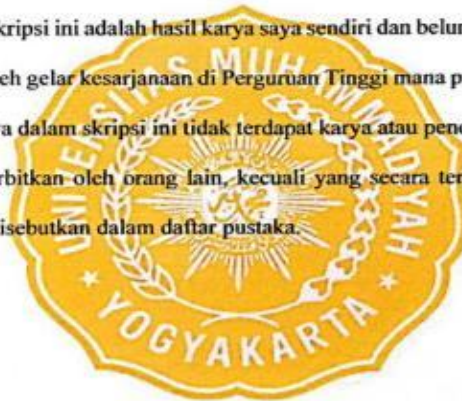 kripsi ini adalah hasil karya saya sendiri dan belum
eh gelar kesarjanaan di Perguruan Tinggi mana p
ya dalam skripsi ini tidak terdapat karya atau pend
rbitkan oleh orang lain, kecuali yang secara ter
isebutkan dalam daftar pustaka.
UNIVERSITAS MUHAMMADIYAH
YOGYAKARTA